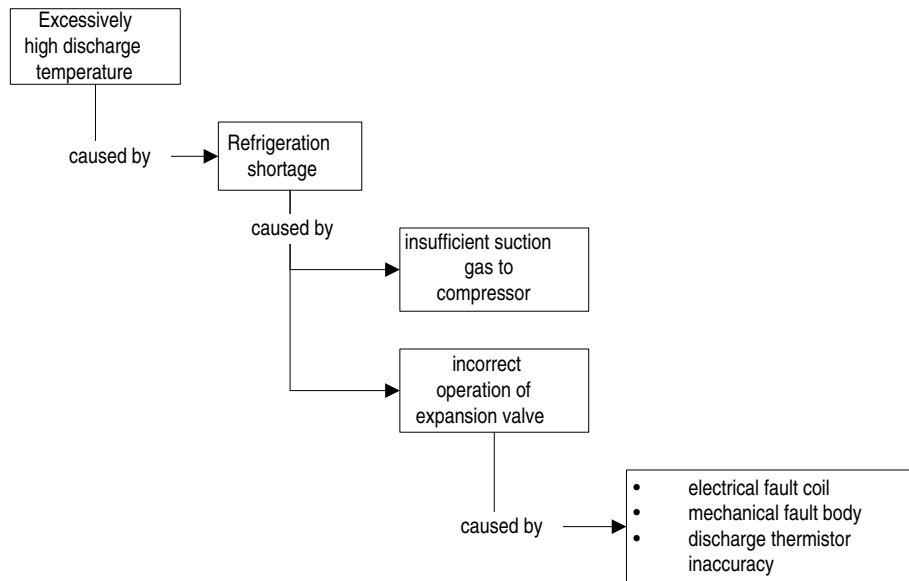 Excessively
high discharge
temperature
caused by
Refrigeration
shortage
caused by
insufficient suction
gas to
compressor
incorrect
operation of
expansion valve
caused by
• electrical fault coil
• mechanical fault body
• discharge thermistor
inaccuracy